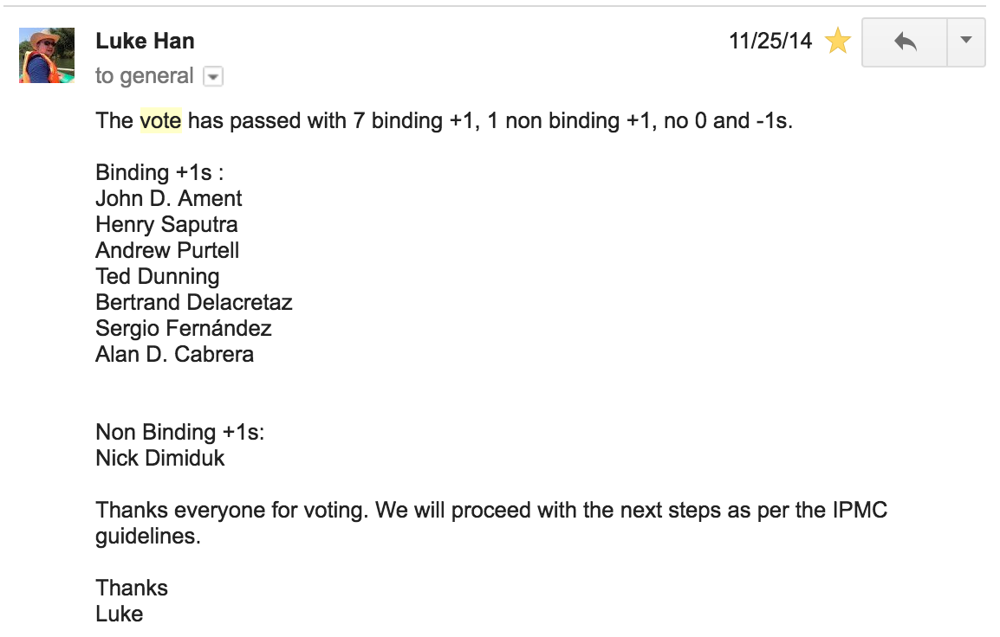 Luke Han 11/25/14
to general
The vote has passed with 7 binding +1, 1 non binding +1, no 0 and -1s.
Binding +1s :
John D. Ament
Henry Saputra
Andrew Purtell
Ted Dunning
Bertrand Delacretaz
Sergio Fernández
Alan D. Cabrera
Non Binding +1s:
Nick Dimiduk
Thanks everyone for voting. We will proceed with the next steps as per the IPMC
guidelines.
Thanks
Luke